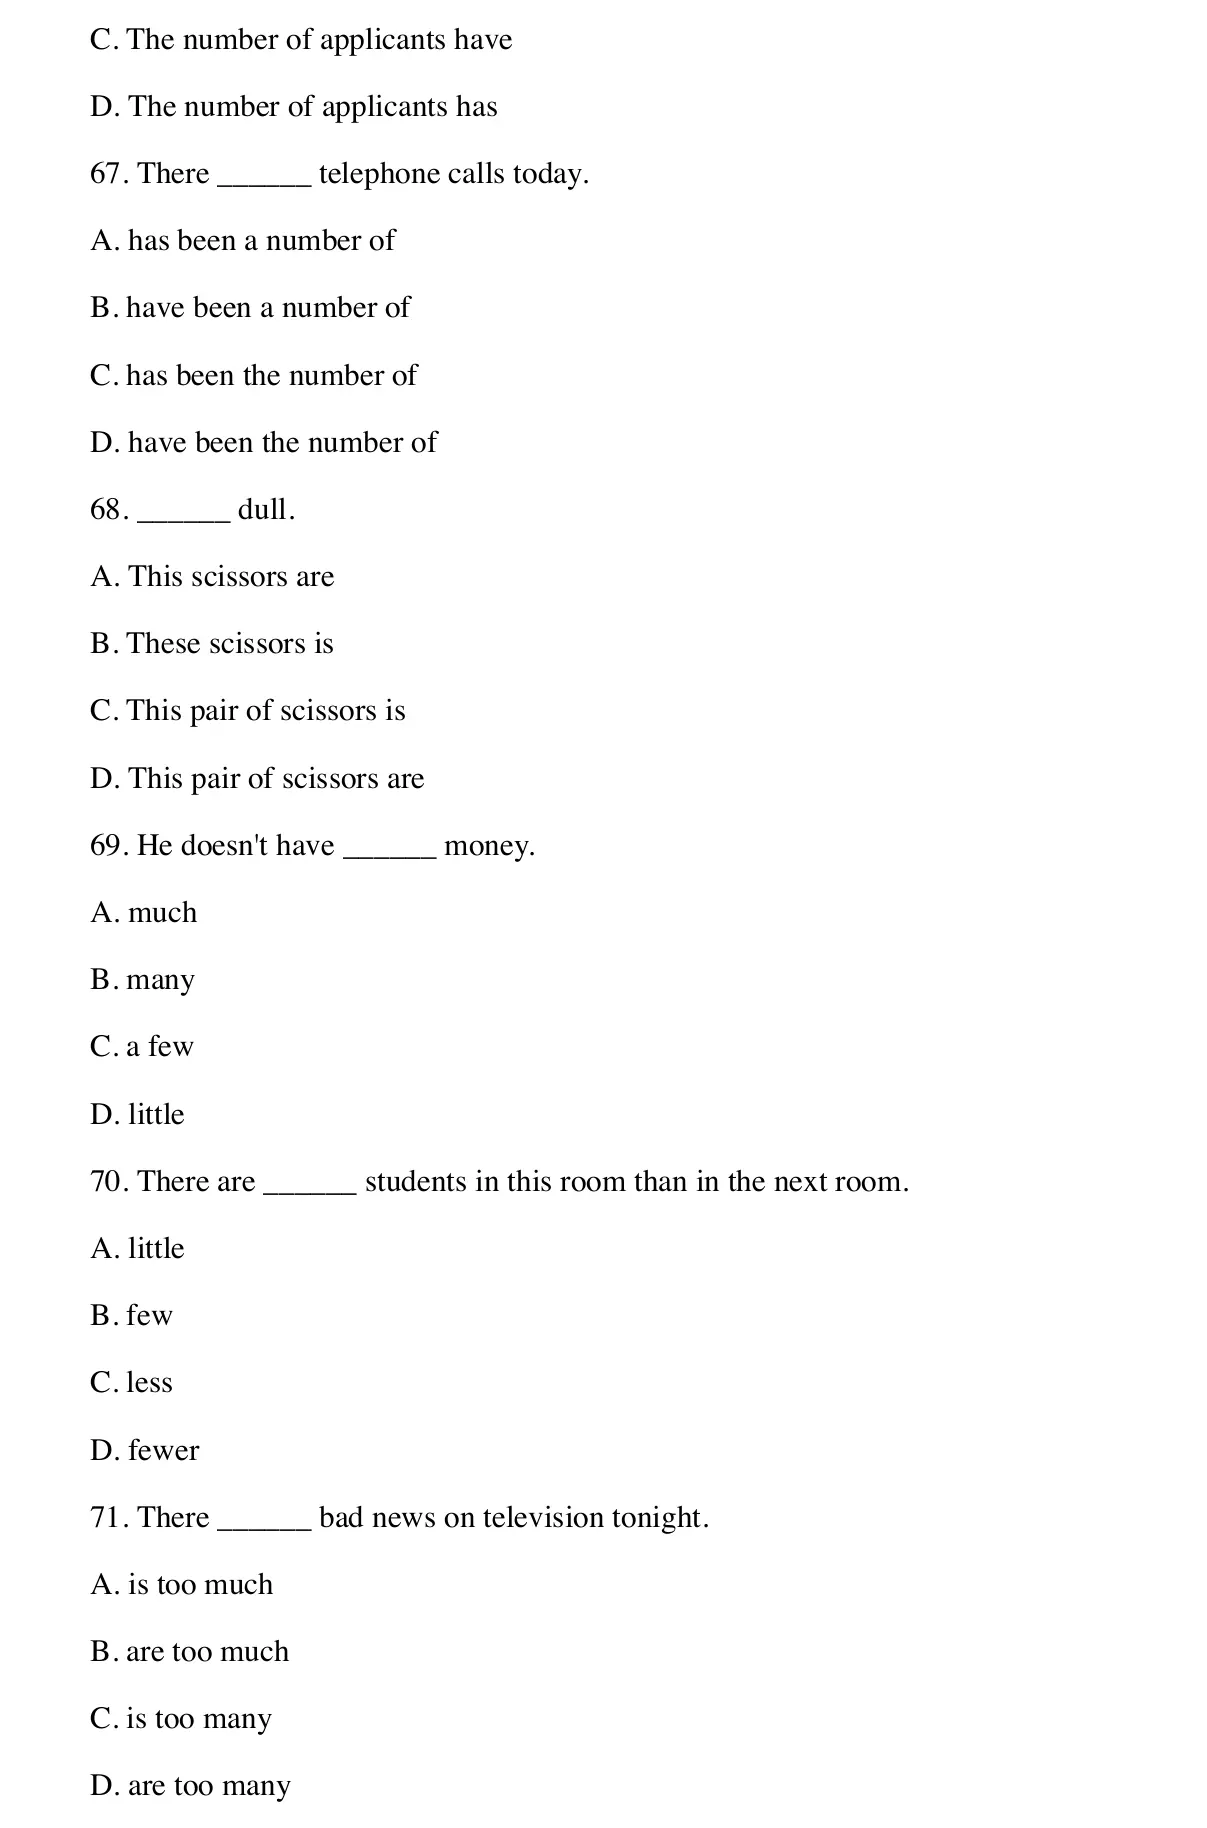 C. The number of applicants have
D. The number of applicants has
67. There ______ telephone calls today.
A. has been a number of
B. have been a number of
C. has been the number of
D. have been the number of
68. ______ dull.
A. This scissors are
B. These scissors is
C. This pair of scissors is
D. This pair of scissors are
69. He doesn't have ______ money.
A. much
B. many
C. a few
D. little
70. There are ______ students in this room than in the next room.
A. little
B. few
C. less
D. fewer
71. There ______ bad news on television tonight.
A. is too much
B. are too much
C. is too many
D. are too many